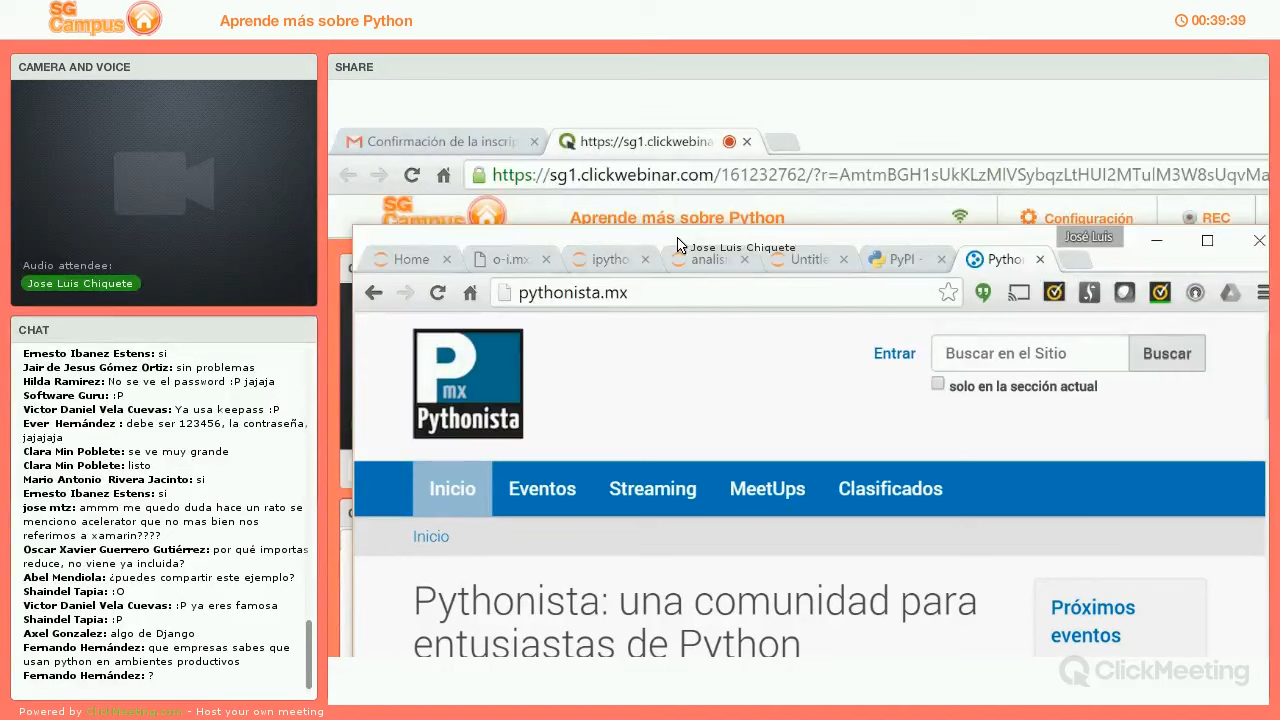 SG
Campus
Aprende más sobre Python
00:39:39
CAMERA AND VOICE
Audio attendee:
Jose Luis Chiquete
CHAT
Ernesto Ibanez Estens: si
Jair de Jesus Gómez Ortiz: sin problemas
Hilda Ramirez: No se ve el password :P jajaja
Software Guru: :P
Victor Daniel Vela Cuevas: Ya usa keepass :P
Ever Hernández : debe ser 123456, la contraseña,
jajajaja
Clara Min Poblete: se ve muy grande
Clara Min Poblete: listo
Mario Antonio Rivera Jacinto: si
Ernesto Ibanez Estens: si
jose mtz: ammm me quedo duda hace un rato se
menciono acelerator que no mas bien nos
referimos a xamarin????
Oscar Xavier Guerrero Gutiérrez: por qué importas
reduce, no viene ya incluida?
Abel Mendiola: ¿puedes compartir este ejemplo?
Shaindel Tapia: :O
Victor Daniel Vela Cuevas: :P ya eres famosa
Shaindel Tapia: :P
Axel Gonzalez: algo de Django
Fernando Hernández: que empresas sabes que
usan python en ambientes productivos
Fernando Hernández: ?
Powered by ClickMeeting.com - Host your own meeting
SHARE
Confirmación de la inscrip
https://sg1.clickwebinar
https://sg1.clickwebinar.com/161232762/?r=AmtmBGH1sUkKLzMlVSybqzLtHUI2MTulM3W8sUqvMa
SG
Campus
Aprende más sobre Python
Configuración
REC
José Luis
Jose Luis Chiquete
Home
o-i.mx
ipytho
analisi
Untitle
PyPI -
Pytho
pythonista.mx
P
mx
Pythonista
Entrar
Buscar en el Sitio
Buscar
solo en la sección actual
Inicio
Eventos
Streaming
MeetUps
Clasificados
Inicio
Pythonista: una comunidad para
entusiastas de Python
Próximos
eventos
ClickMeeting